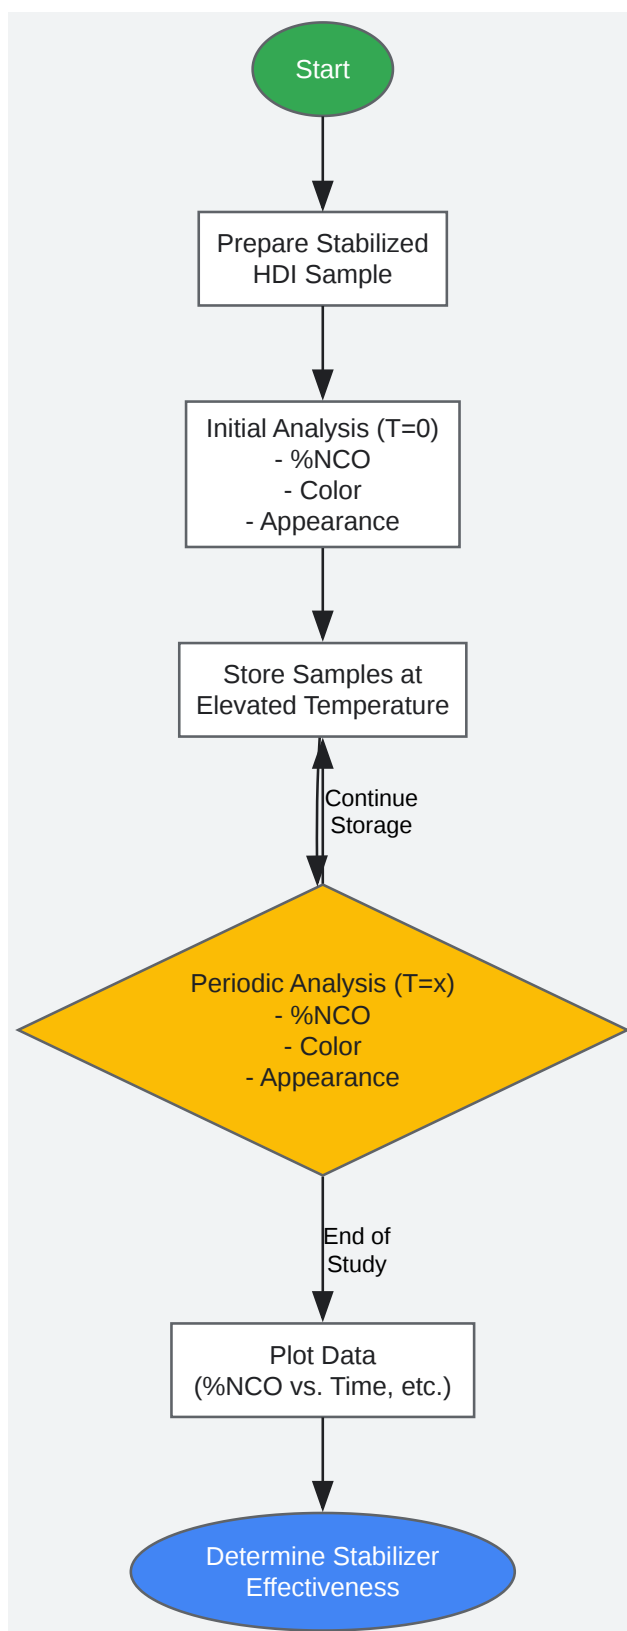 Start
Prepare Stabilized
HDI Sample
Initial Analysis (T=0)
- %NCO
- Color
- Appearance
Store Samples at
Elevated Temperature
Continue
Storage
Periodic Analysis (T=x)
- %NCO
- Color
- Appearance
End of
Study
Plot Data
(%NCO vs. Time, etc.)
Determine Stabilizer
Effectiveness